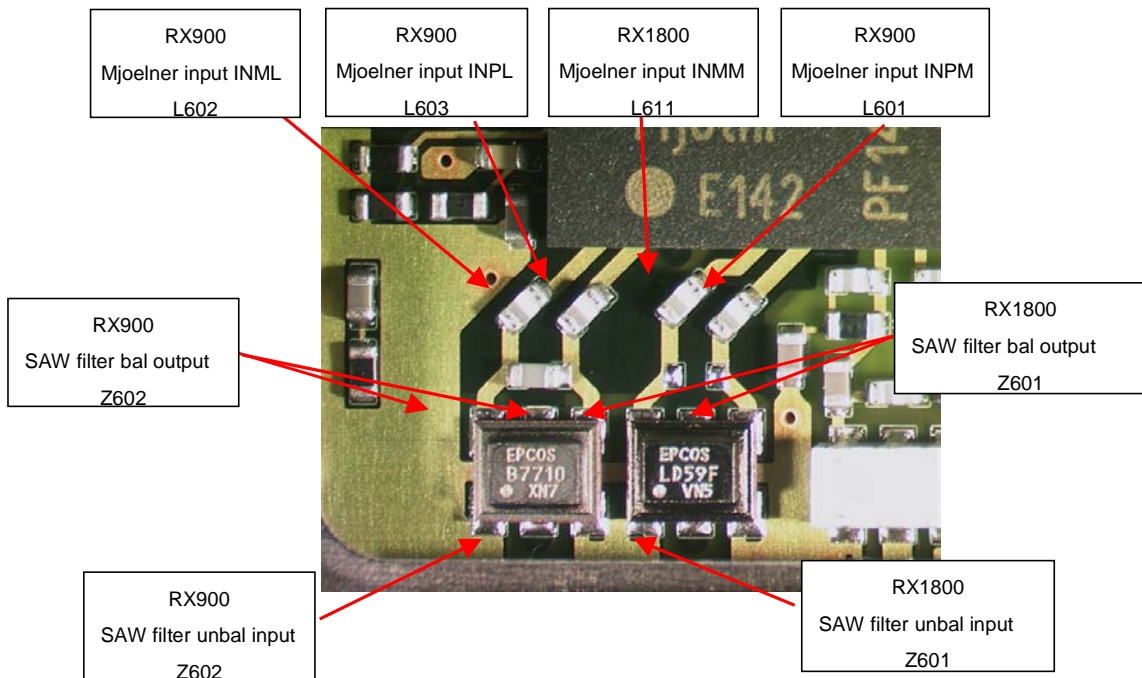 RX900
Mjoelner input INML
L602
RX900
Mjoelner input INPL
L603
RX1800
Mjoelner input INMM
L611
RX900
Mjoelner input INPM
L601
E142
PF14
RX900
SAW filter bal output
Z602
RX1800
SAW filter bal output
Z601
EPCOS
B7710
XN7
EPCOS
LD59F
VN5
RX900
SAW filter unbal input
Z602
RX1800
SAW filter unbal input
Z601